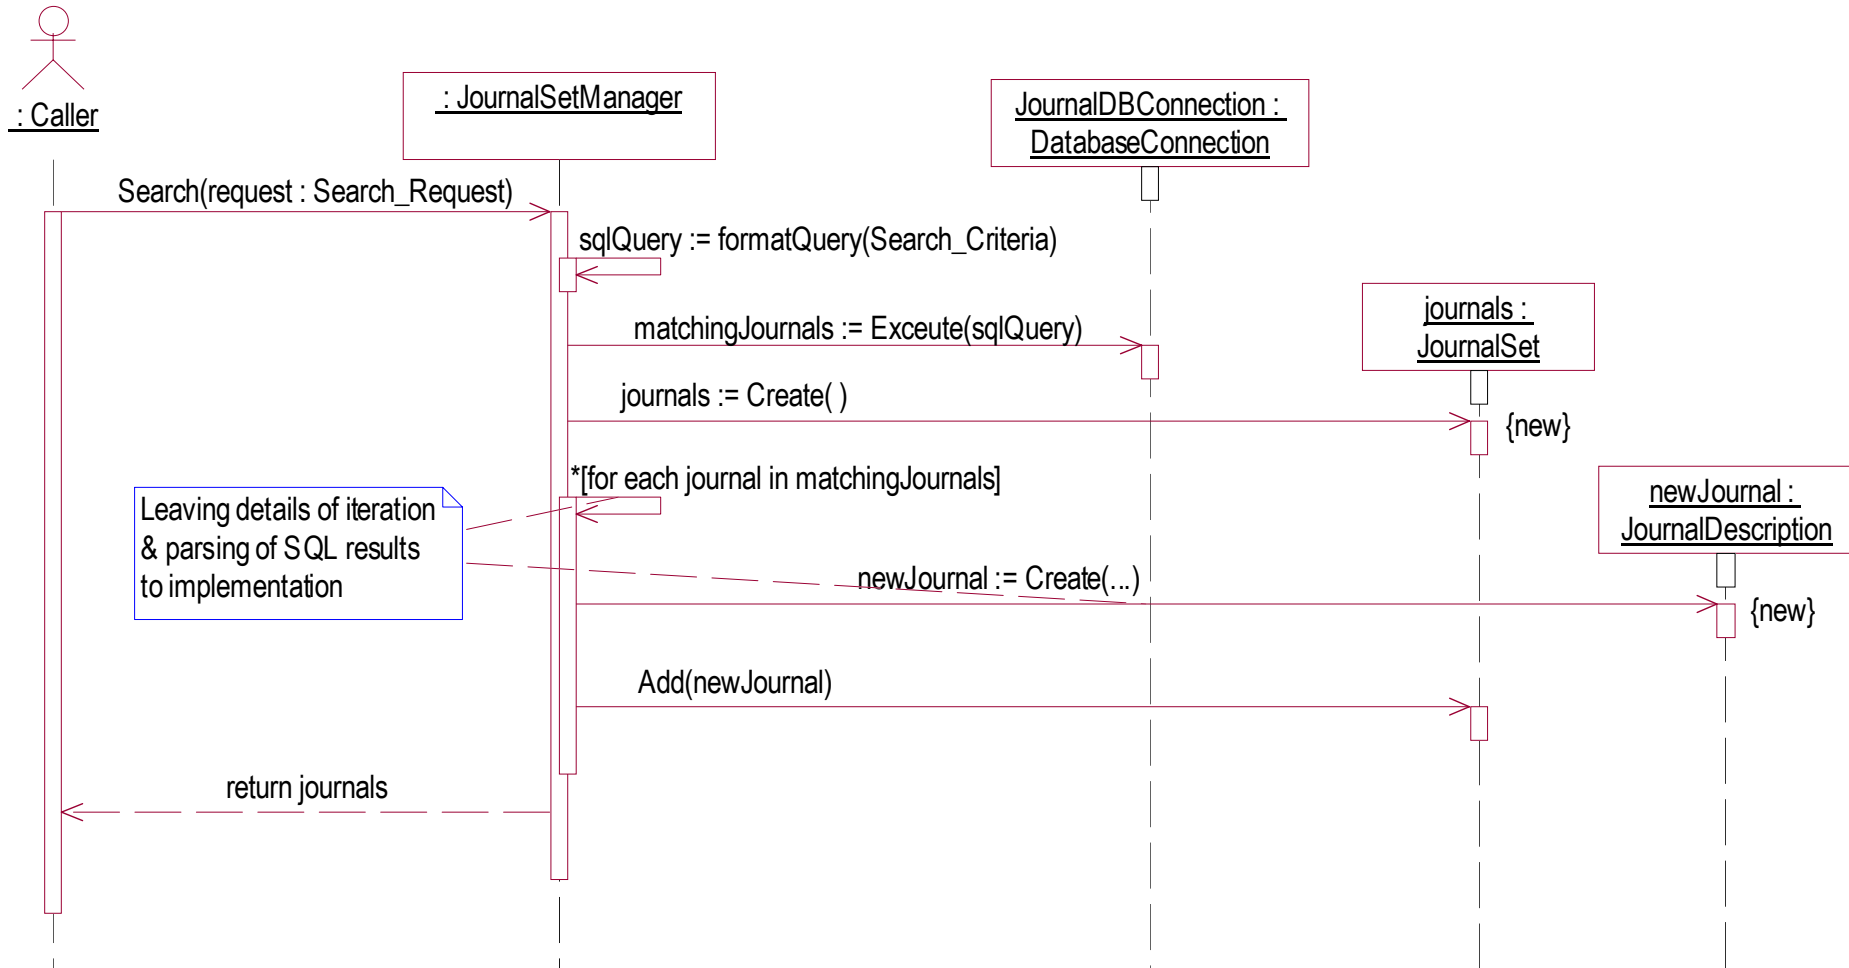 : Caller
: JournalSetManager
JournalDBConnection :
DatabaseConnection
Search(request : Search_Request)
sqlQuery := formatQuery(Search_Criteria)
journals :
JournalSet
matchingJournals := Exceute(sqlQuery)
journals := Create( )
{new}
*[for each journal in matchingJournals]
newJournal :
JournalDescription
Leaving details of iteration
& parsing of SQL results
to implementation
newJournal := Create(...)
{new}
Add(newJournal)
return journals